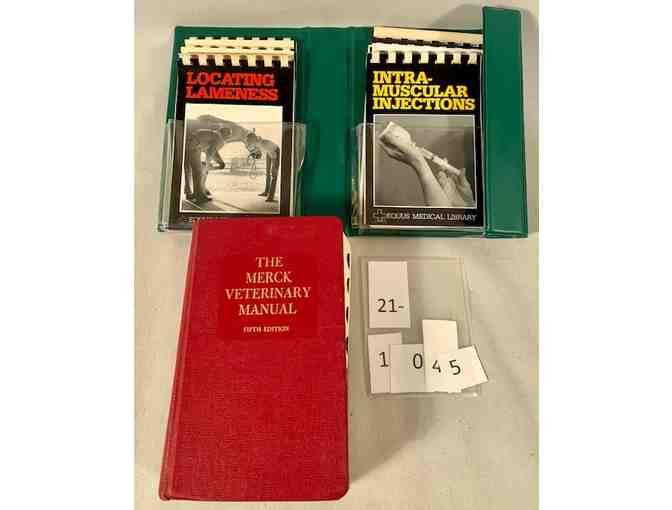 LOCATING
LAMENESS
INTRA-
MUSCULAR
INJECTIONS
EQUUS MEDICAL LIBRARY
THE
MERCK
VETERINARY
MANUAL
FIFTH EDITION
21-
1 0 4 5